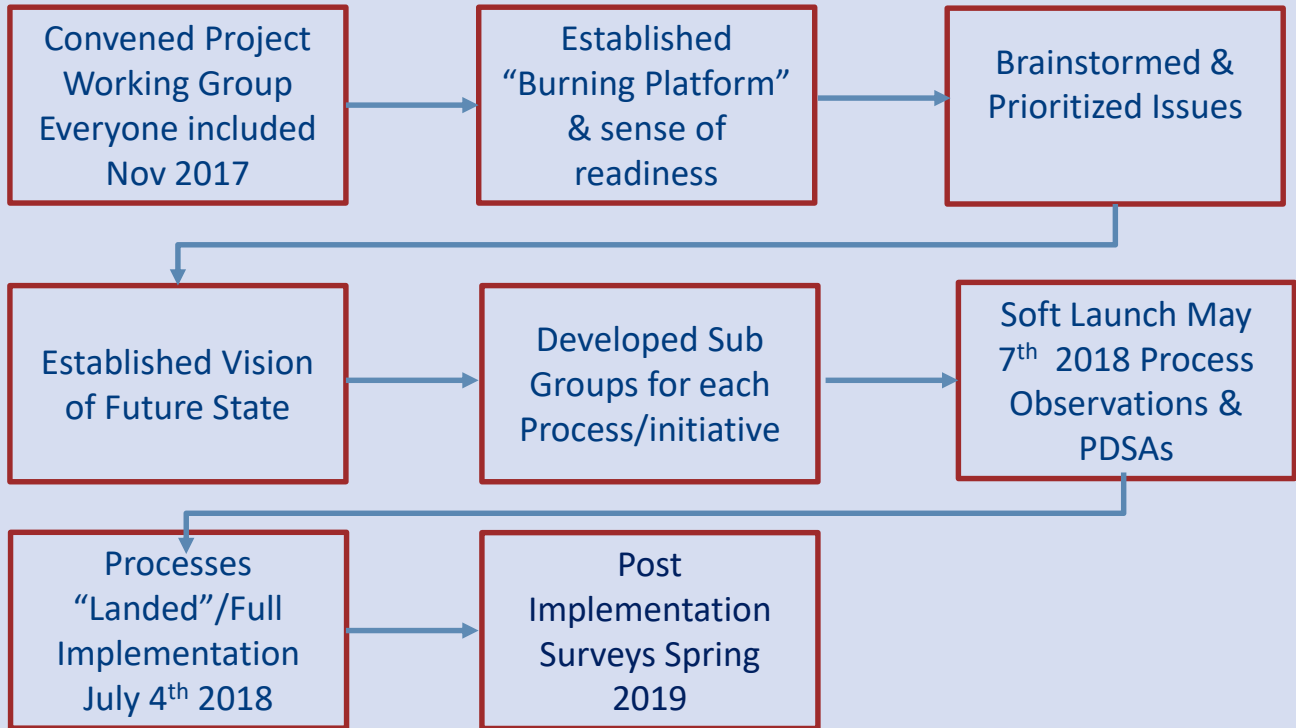 Convened Project
Working Group
Everyone included
Nov 2017
Established
“Burning Platform”
& sense of
readiness
Brainstormed &
Prioritized Issues
Established Vision
of Future State
Developed Sub
Groups for each
Process/initiative
Soft Launch May
7th 2018 Process
Observations &
PDSAs
Processes
“Landed”/Full
Implementation
July 4th 2018
Post
Implementation
Surveys Spring
2019